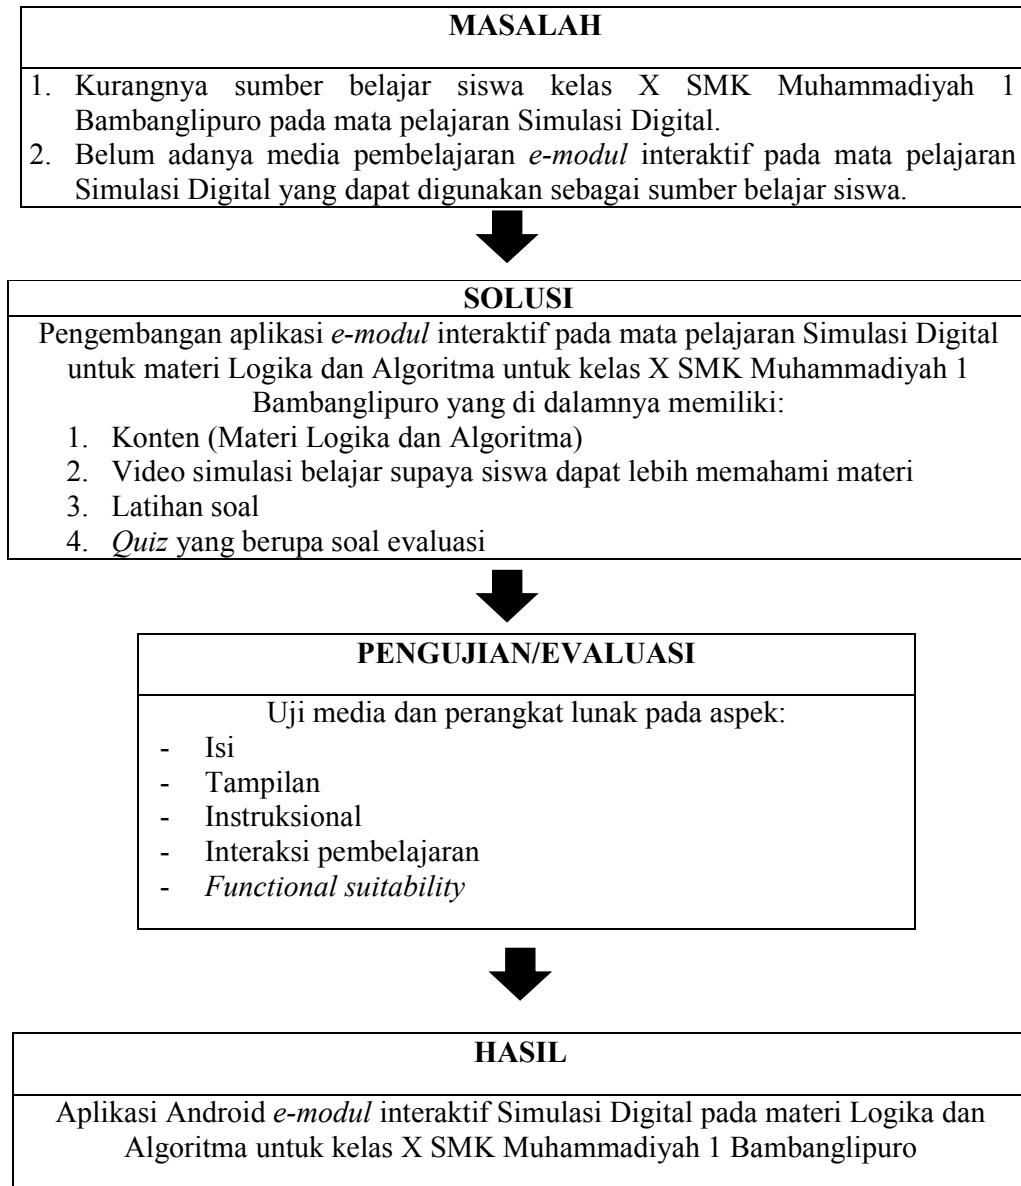 MASALAH
1. Kurangnya sumber belajar siswa kelas X SMK Muhammadiyah 1
Bambanglipuro pada mata pelajaran Simulasi Digital.
2. Belum adanya media pembelajaran e-modul interaktif pada mata pelajaran
Simulasi Digital yang dapat digunakan sebagai sumber belajar siswa.
SOLUSI
Pengembangan aplikasi e-modul interaktif pada mata pelajaran Simulasi Digital
untuk materi Logika dan Algoritma untuk kelas X SMK Muhammadiyah 1
Bambanglipuro yang di dalamnya memiliki:
1. Konten (Materi Logika dan Algoritma)
2. Video simulasi belajar supaya siswa dapat lebih memahami materi
3. Latihan soal
4. Quiz yang berupa soal evaluasi
PENGUJIAN/EVALUASI
Uji media dan perangkat lunak pada aspek:
- Isi
- Tampilan
- Instruksional
- Interaksi pembelajaran
- Functional suitability
HASIL
Aplikasi Android e-modul interaktif Simulasi Digital pada materi Logika dan
Algoritma untuk kelas X SMK Muhammadiyah 1 Bambanglipuro